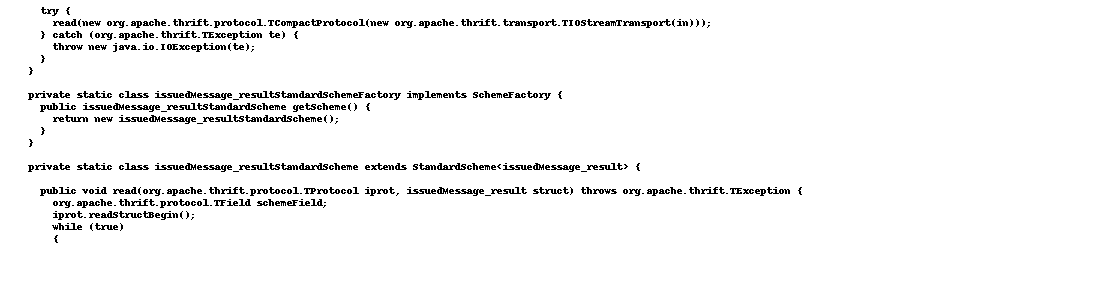 try {
read(new org.apache.thrift.protocol.TCompactProtocol(new org.apache.thrift.transport.TIOStreamTransport(in)));
} catch (org.apache.thrift.TException te) {
throw new java.io.IOException(te);
}
}
private static class issuedMessage_resultStandardSchemeFactory implements SchemeFactory {
public issuedMessage_resultStandardScheme getScheme() {
return new issuedMessage_resultStandardScheme();
}
}
private static class issuedMessage_resultStandardScheme extends StandardScheme<issuedMessage_result> {
public void read(org.apache.thrift.protocol.TProtocol iprot, issuedMessage_result struct) throws org.apache.thrift.TException {
org.apache.thrift.protocol.TField schemeField;
iprot.readStructBegin();
while (true)
{